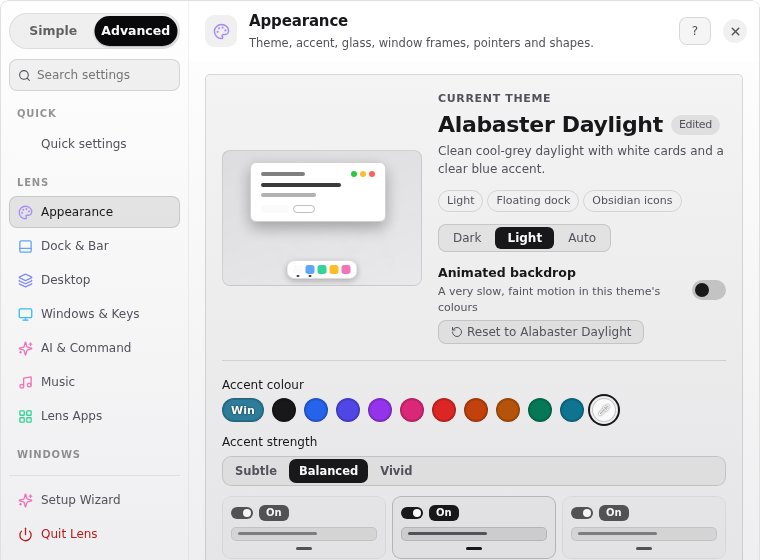 Simple
Advanced
Search settings
QUICK
Quick settings
LENS
Appearance
Dock & Bar
Desktop
Windows & Keys
AI & Command
Music
Lens Apps
WINDOWS
Setup Wizard
Quit Lens
Appearance
Theme, accent, glass, window frames, pointers and shapes.
?
CURRENT THEME
Alabaster Daylight Edited
Clean cool-grey daylight with white cards and a
clear blue accent.
Light Floating dock Obsidian icons
Dark Light Auto
Animated backdrop
A very slow, faint motion in this theme's
colours
Reset to Alabaster Daylight
Accent colour
Win
Accent strength
Subtle Balanced Vivid
On On On